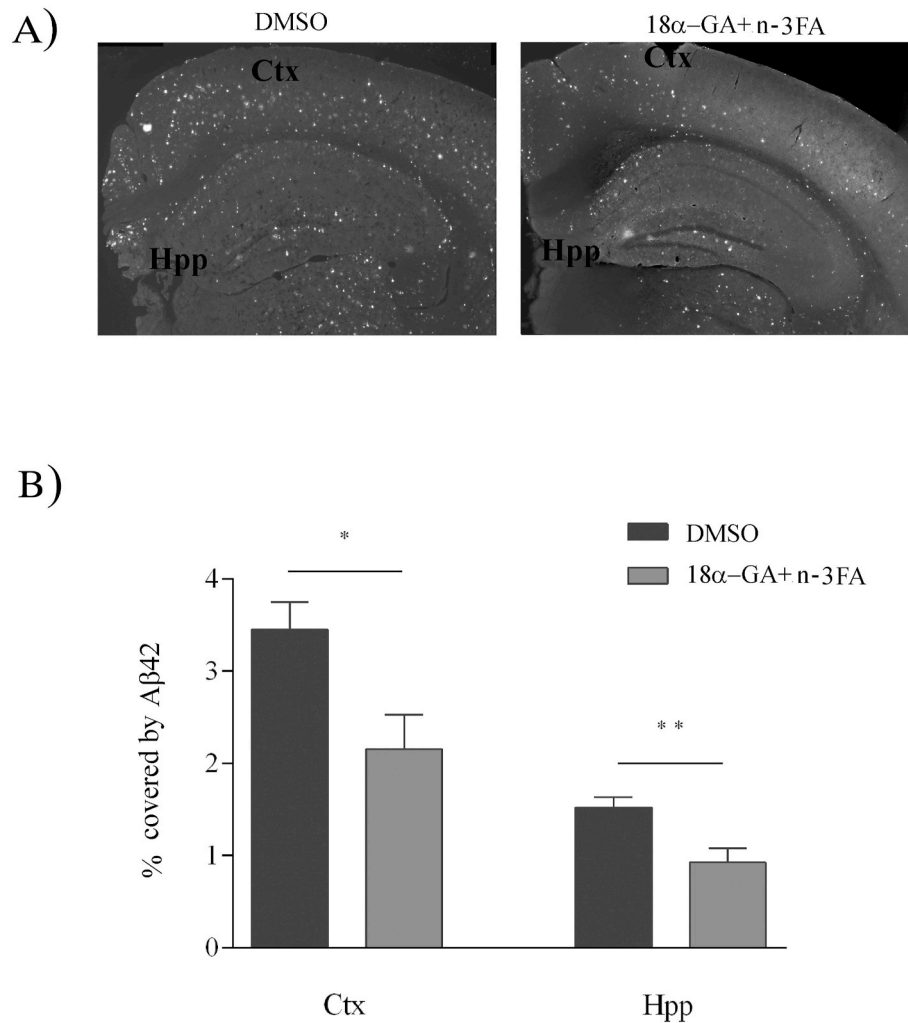 A)
DMSO
18α–GA+ n-3FA
Ctx
Hpp
Ctx
Hpp
B)
DMSO
18α–GA+ n-3FA
*
**
% covered by Aβ42
4
3
2
1
0
Ctx
Hpp